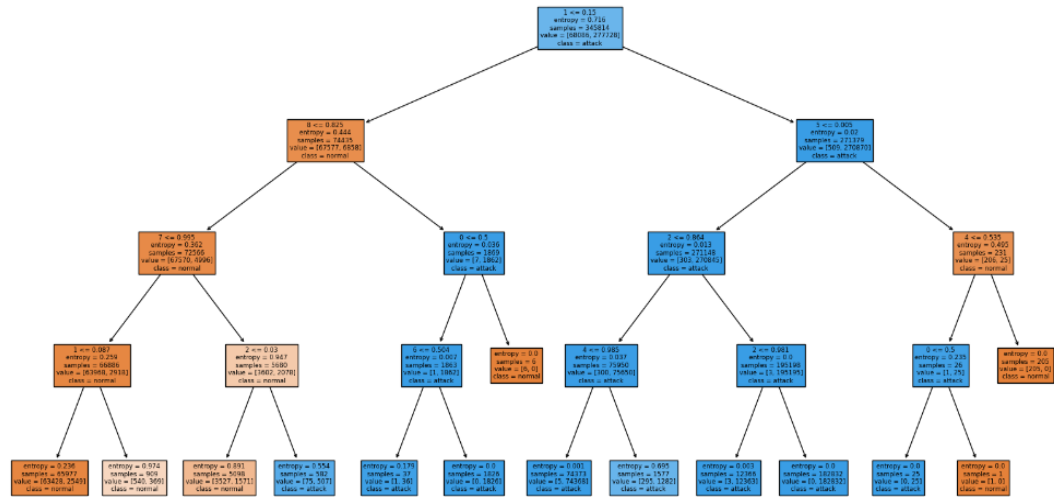 1 <= 0.15
entropy = 0.716
samples = 345814
value = [68086, 277728]
class = attack
8 <= 0.825
entropy = 0.444
samples = 74435
value = [67577, 6858]
class = normal
5 <= 0.005
entropy = 0.02
samples = 271379
value = [509, 270870]
class = attack
7 <= 0.995
entropy = 0.362
samples = 72566
value = [67570, 4996]
class = normal
0 <= 0.5
entropy = 0.036
samples = 1869
value = [7, 1862]
class = attack
2 <= 0.864
entropy = 0.013
samples = 271148
value = [303, 270845]
class = attack
4 <= 0.535
entropy = 0.495
samples = 231
value = [206, 25]
class = normal
1 <= 0.087
entropy = 0.259
samples = 66886
value = [63968, 2918]
class = normal
2 <= 0.03
entropy = 0.947
samples = 5680
value = [3602, 2078]
class = normal
6 <= 0.504
entropy = 0.007
samples = 1863
value = [1, 1862]
class = attack
entropy = 0.0
samples = 6
value = [6, 0]
class = normal
4 <= 0.985
entropy = 0.037
samples = 75950
value = [300, 75650]
class = attack
2 <= 0.981
entropy = 0.0
samples = 195198
value = [3, 195195]
class = attack
0 <= 0.5
entropy = 0.235
samples = 26
value = [1, 25]
class = attack
entropy = 0.0
samples = 205
value = [205, 0]
class = normal
entropy = 0.236
samples = 65977
value = [63428, 2549]
class = normal
entropy = 0.974
samples = 909
value = [540, 369]
class = normal
entropy = 0.891
samples = 5098
value = [3527, 1571]
class = normal
entropy = 0.554
samples = 582
value = [75, 507]
class = attack
entropy = 0.179
samples = 37
value = [1, 36]
class = attack
entropy = 0.0
samples = 1826
value = [0, 1826]
class = attack
entropy = 0.001
samples = 74373
value = [5, 74368]
class = attack
entropy = 0.695
samples = 1577
value = [295, 1282]
class = attack
entropy = 0.003
samples = 12366
value = [3, 12363]
class = attack
entropy = 0.0
samples = 182832
value = [0, 182832]
class = attack
entropy = 0.0
samples = 25
value = [0, 25]
class = attack
entropy = 0.0
samples = 1
value = [1, 0]
class = normal